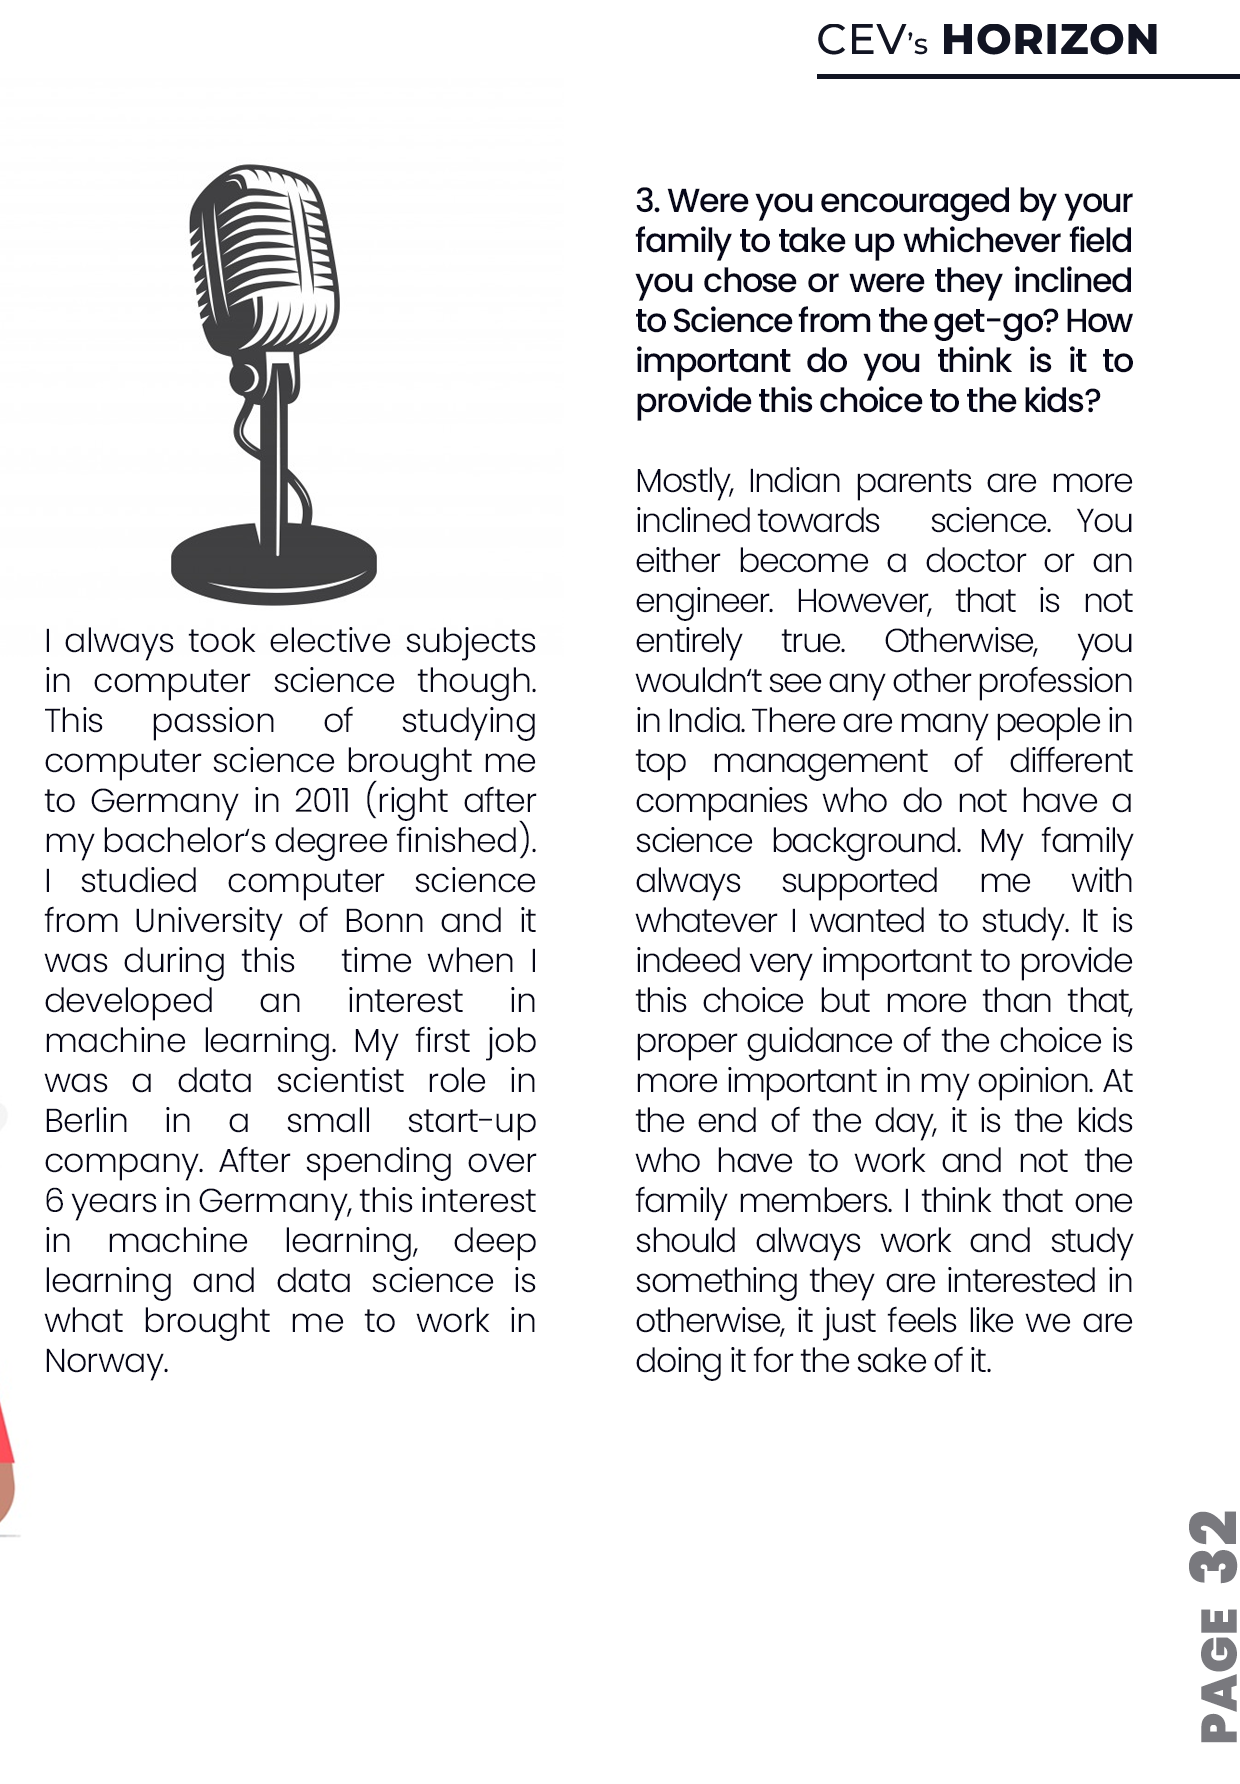 CEV's HORIZON
I always took elective subjects
in computer science though.
This passion of studying
computer science brought me
to Germany in 2011 (right after
my bachelor‘s degree finished).
I studied computer science
from University of Bonn and it
was during this time when I
developed an interest in
machine learning. My first job
was a data scientist role in
Berlin in a small start-up
company. After spending over
6 years in Germany, this interest
in machine learning, deep
learning and data science is
what brought me to work in
Norway.
3. Were you encouraged by your
family to take up whichever field
you chose or were they inclined
to Science from the get-go? How
important do you think is it to
provide this choice to the kids?
Mostly, Indian parents are more
inclined towards science. You
either become a doctor or an
engineer. However, that is not
entirely true. Otherwise, you
wouldn‘t see any other profession
in India. There are many people in
top management of different
companies who do not have a
science background. My family
always supported me with
whatever I wanted to study. It is
indeed very important to provide
this choice but more than that,
proper guidance of the choice is
more important in my opinion. At
the end of the day, it is the kids
who have to work and not the
family members. I think that one
should always work and study
something they are interested in
otherwise, it just feels like we are
doing it for the sake of it.
PAGE 32